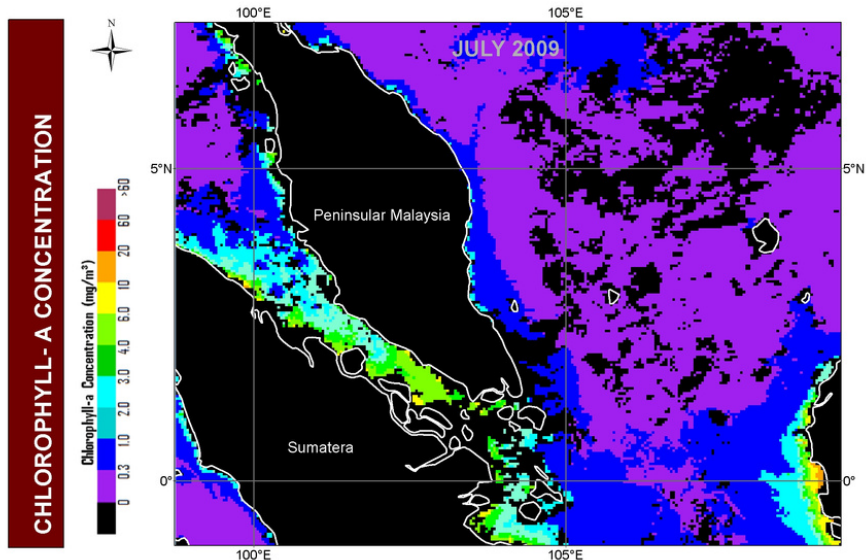 N
100°E
105°E
JULY 2009
5°N
5°N
CHLOROPHYLL- A CONCENTRATION
Chlorophyll-a Concentration (mg/m³)
>60
60
20
10
6.0
4.0
3.0
2.0
1.0
0.3
0
Peninsular Malaysia
Sumatera
0°
0°
100°E
105°E